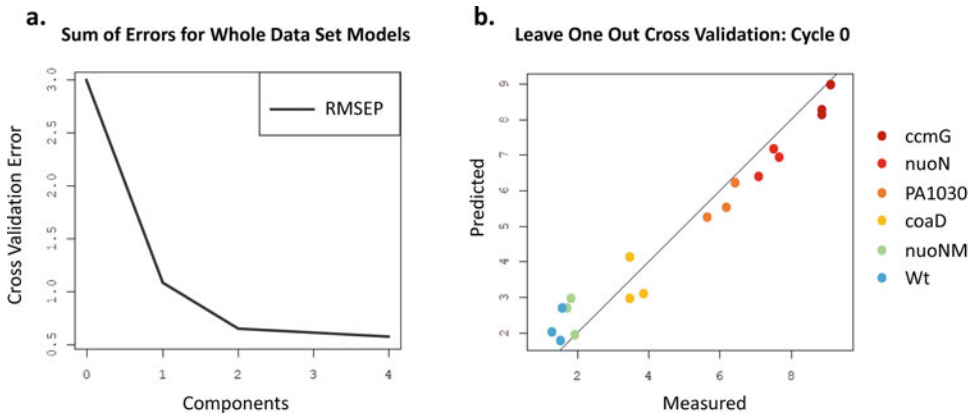 a.
Sum of Errors for Whole Data Set Models
RMSEP
3.0
2.5
2.0
1.5
1.0
0.5
Cross Validation Error
0 1 2 3 4
Components
b.
Leave One Out Cross Validation: Cycle 0
9
8
7
6
5
4
3
2
Predicted
2 4 6 8
Measured
ccmG
nuoN
PA1030
coaD
nuoNM
Wt